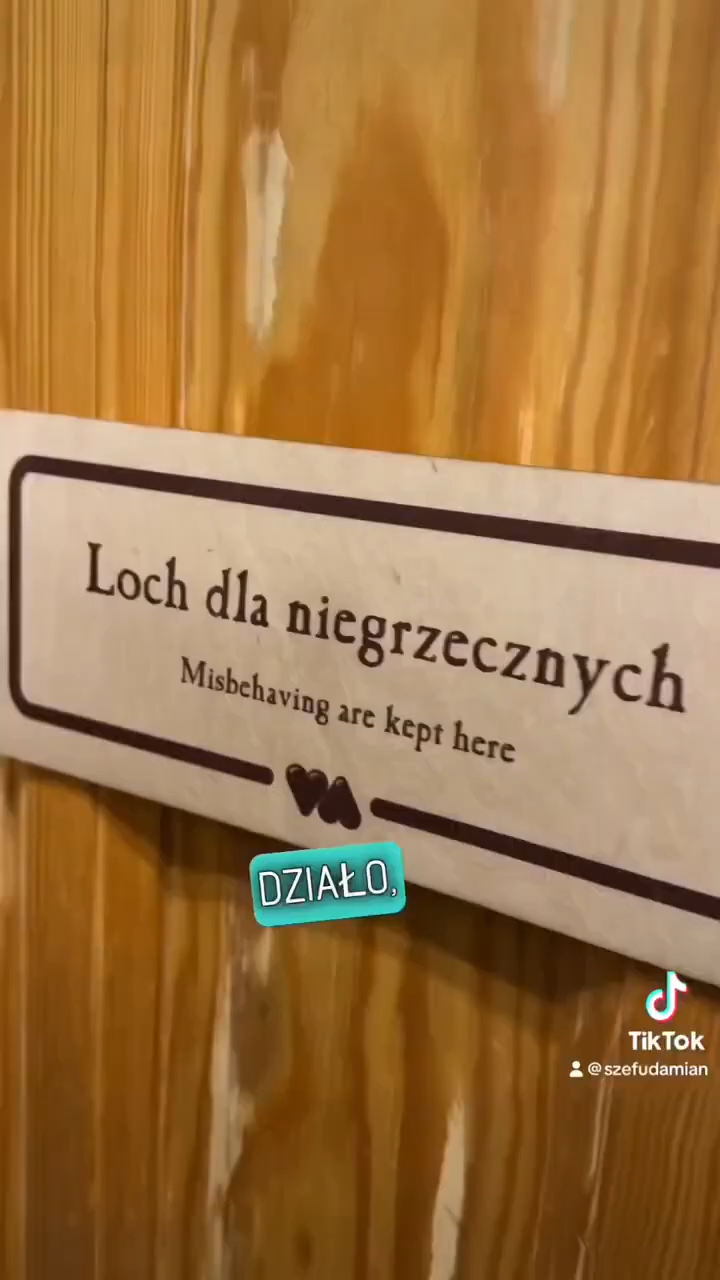 Loch dla niegrzecznych
Misbehaving are kept here
DZIAŁO,
TikTok
@szefudamian